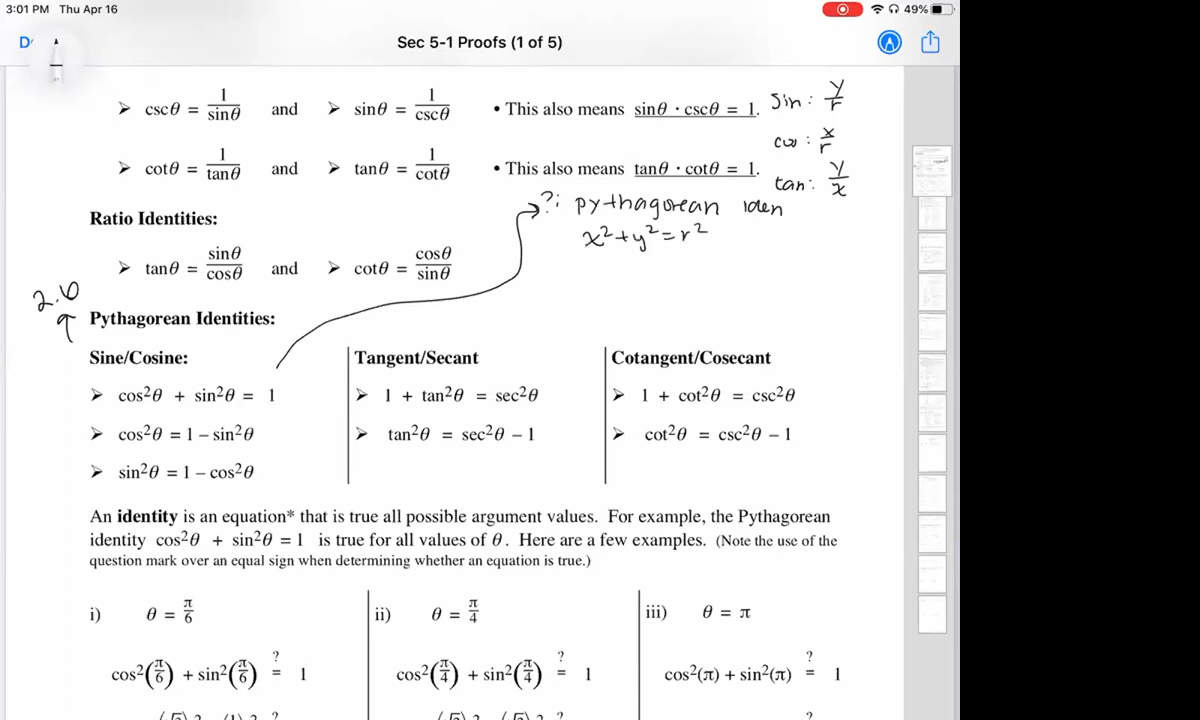 3:01 PM Thu Apr 16 49%
Sec 5-1 Proofs (1 of 5)
➢ cscθ = 1/sinθ and ➢ sinθ = 1/cscθ • This also means sinθ · cscθ = 1. sin: y/r
cos: x/r
➢ cotθ = 1/tanθ and ➢ tanθ = 1/cotθ • This also means tanθ · cotθ = 1. tan: y/x
?: pythagorean iden
Ratio Identities:
x² + y² = r²
➢ tanθ = sinθ/cosθ and ➢ cotθ = cosθ/sinθ
Pythagorean Identities:
Sine/Cosine: Tangent/Secant Cotangent/Cosecant
➢ cos²θ + sin²θ = 1 ➢ 1 + tan²θ = sec²θ ➢ 1 + cot²θ = csc²θ
➢ cos²θ = 1 – sin²θ ➢ tan²θ = sec²θ – 1 ➢ cot²θ = csc²θ – 1
➢ sin²θ = 1 – cos²θ
An identity is an equation* that is true all possible argument values. For example, the Pythagorean
identity cos²θ + sin²θ = 1 is true for all values of θ. Here are a few examples. (Note the use of the
question mark over an equal sign when determining whether an equation is true.)
i) θ = π/6 ii) θ = π/4 iii) θ = π
cos²(π/6) + sin²(π/6) ≟ 1 cos²(π/4) + sin²(π/4) ≟ 1 cos²(π) + sin²(π) ≟ 1